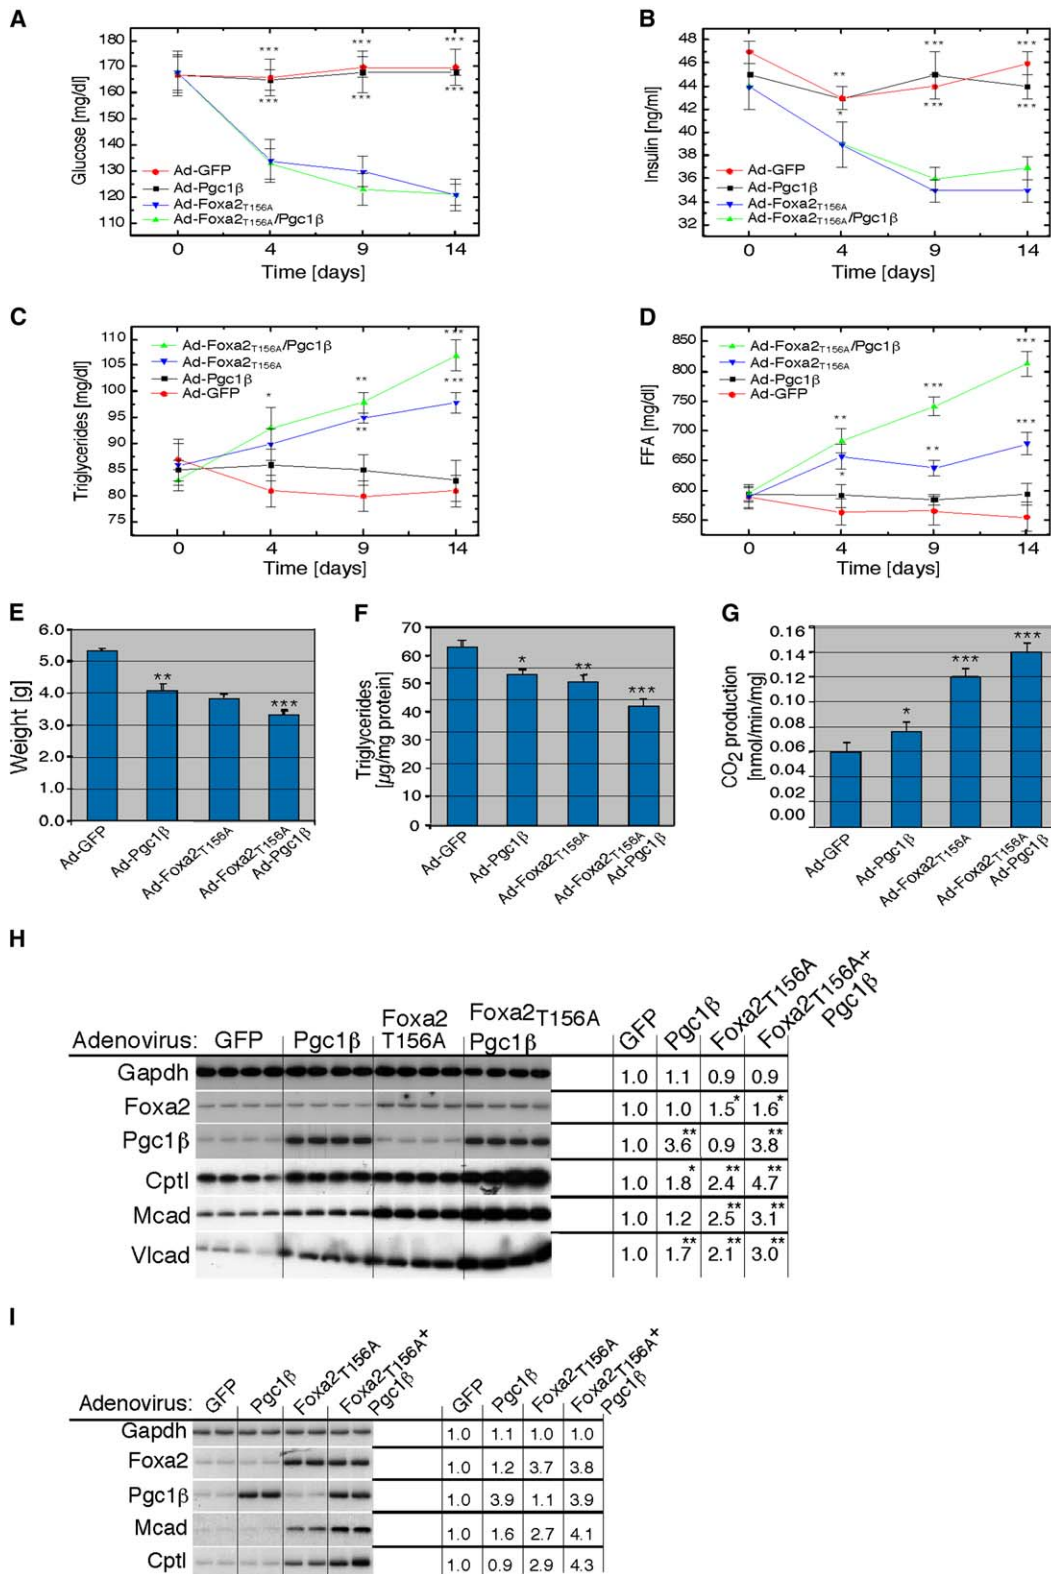 A
180
170
160
150
140
130
120
110
Glucose [mg/dl]
*** *** ***
*** *** ***
Ad-GFP
Ad-Pgc1β
Ad-Foxa2T156A
Ad-Foxa2T156A/Pgc1β
0 4 9 14
Time [days]
B
48
46
44
42
40
38
36
34
32
Insulin [ng/ml]
** *** ***
* *** ***
Ad-GFP
Ad-Pgc1β
Ad-Foxa2T156A
Ad-Foxa2T156A/Pgc1β
0 4 9 14
Time [days]
C
110
105
100
95
90
85
80
75
Triglycerides [mg/dl]
Ad-Foxa2T156A/Pgc1β
Ad-Foxa2T156A
Ad-Pgc1β
Ad-GFP
* ** ***
** ***
0 4 9 14
Time [days]
D
850
800
750
700
650
600
550
FFA [mg/dl]
Ad-Foxa2T156A/Pgc1β
Ad-Foxa2T156A
Ad-Pgc1β
Ad-GFP
** *** ***
* ** ***
0 4 9 14
Time [days]
E
6.0
5.0
4.0
3.0
2.0
1.0
0.0
Weight [g]
** ***
Ad-GFP
Ad-Pgc1β
Ad-Foxa2T156A
Ad-Foxa2T156A
Ad-Pgc1β
F
70
60
50
40
30
20
10
0
Triglycerides
[µg/mg protein]
* ** ***
Ad-GFP
Ad-Pgc1β
Ad-Foxa2T156A
Ad-Foxa2T156A
Ad-Pgc1β
G
0.16
0.14
0.12
0.10
0.08
0.06
0.04
0.02
0.00
CO2 production
[nmol/min/mg]
* *** ***
Ad-GFP
Ad-Pgc1β
Ad-Foxa2T156A
Ad-Foxa2T156A
Ad-Pgc1β
H
Adenovirus: GFP Pgc1β Foxa2 T156A Foxa2T156A Pgc1β GFP Pgc1β Foxa2T156A Foxa2T156A+ Pgc1β
Gapdh 1.0 1.1 0.9 0.9
Foxa2 1.0 1.0 1.5* 1.6*
Pgc1β 1.0 3.6** 0.9 3.8**
CptI 1.0 1.8* 2.4** 4.7**
Mcad 1.0 1.2 2.5** 3.1**
Vlcad 1.0 1.7** 2.1** 3.0**
I
Adenovirus: GFP Pgc1β Foxa2T156A Foxa2T156A+ Pgc1β GFP Pgc1β Foxa2T156A Foxa2T156A+ Pgc1β
Gapdh 1.0 1.1 1.0 1.0
Foxa2 1.0 1.2 3.7 3.8
Pgc1β 1.0 3.9 1.1 3.9
Mcad 1.0 1.6 2.7 4.1
CptI 1.0 0.9 2.9 4.3